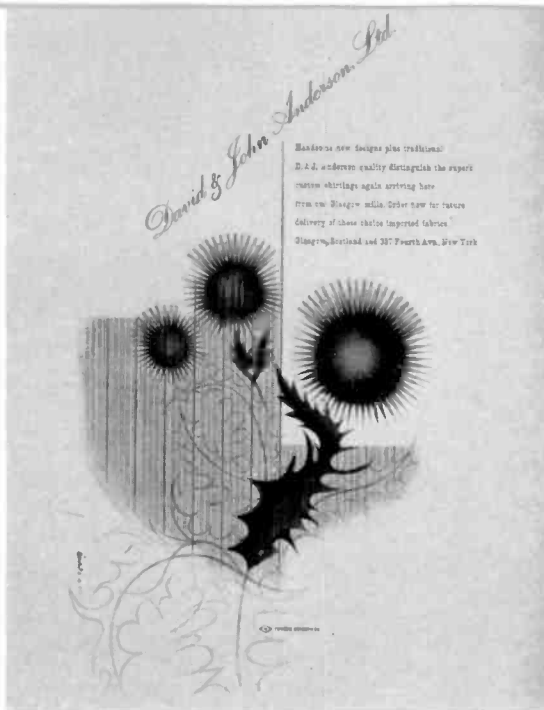 David & John Anderson, Ltd.
Handsome new designs plus traditional
D. & J. Anderson quality distinguish the superb
custom shirtings again arriving here
from our Glasgow mills. Order now for future
delivery of these choice imported fabrics
Glasgow, Scotland and 387 Fourth Ave., New York